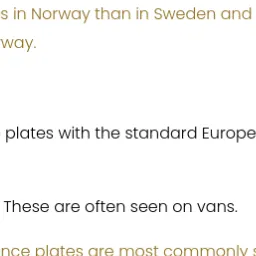 s in Norway than in Sweden and
rway.
plates with the standard Europe
These are often seen on vans.
nce plates are most commonly s